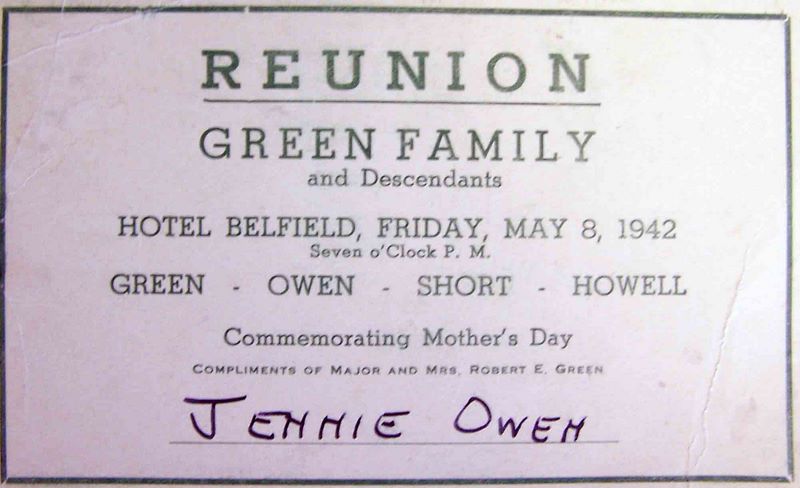 REUNION
GREEN FAMILY
and Descendants
HOTEL BELFIELD, FRIDAY, MAY 8, 1942
Seven o'Clock P. M.
GREEN - OWEN - SHORT - HOWELL
Commemorating Mother's Day
COMPLIMENTS OF MAJOR AND MRS. ROBERT E. GREEN
JENNIE OWEN